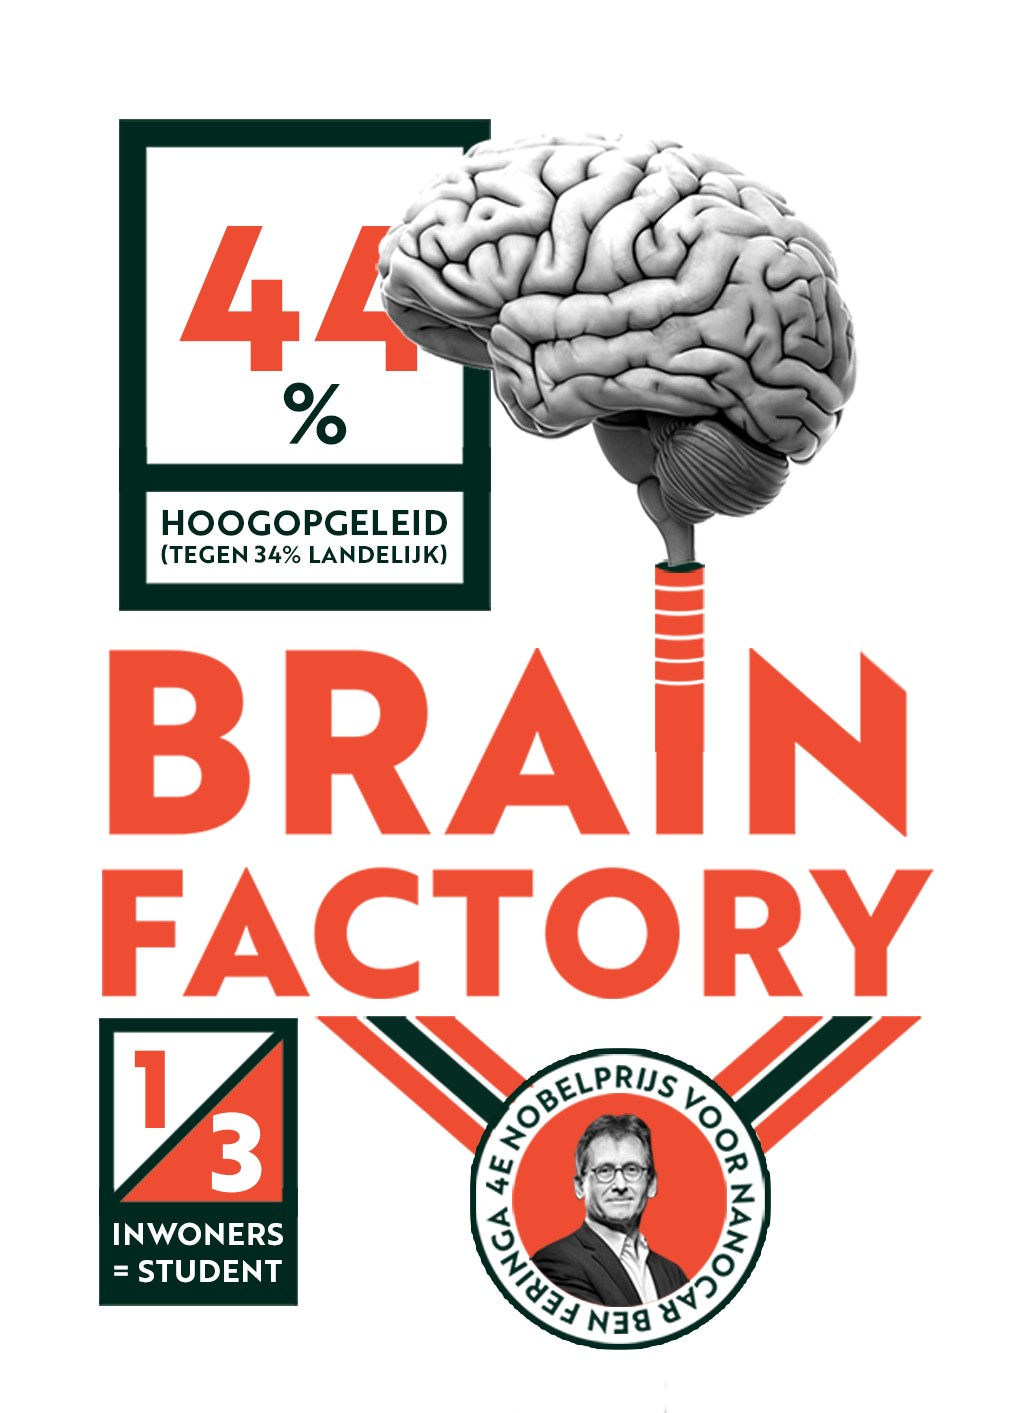 44
%
HOOGOPGELEID
(TEGEN 34% LANDELIJK)
BRAIN
FACTORY
1
3
INWONERS
= STUDENT
4E NOBELPRIJS VOOR NANOCAR BEN FERINGA